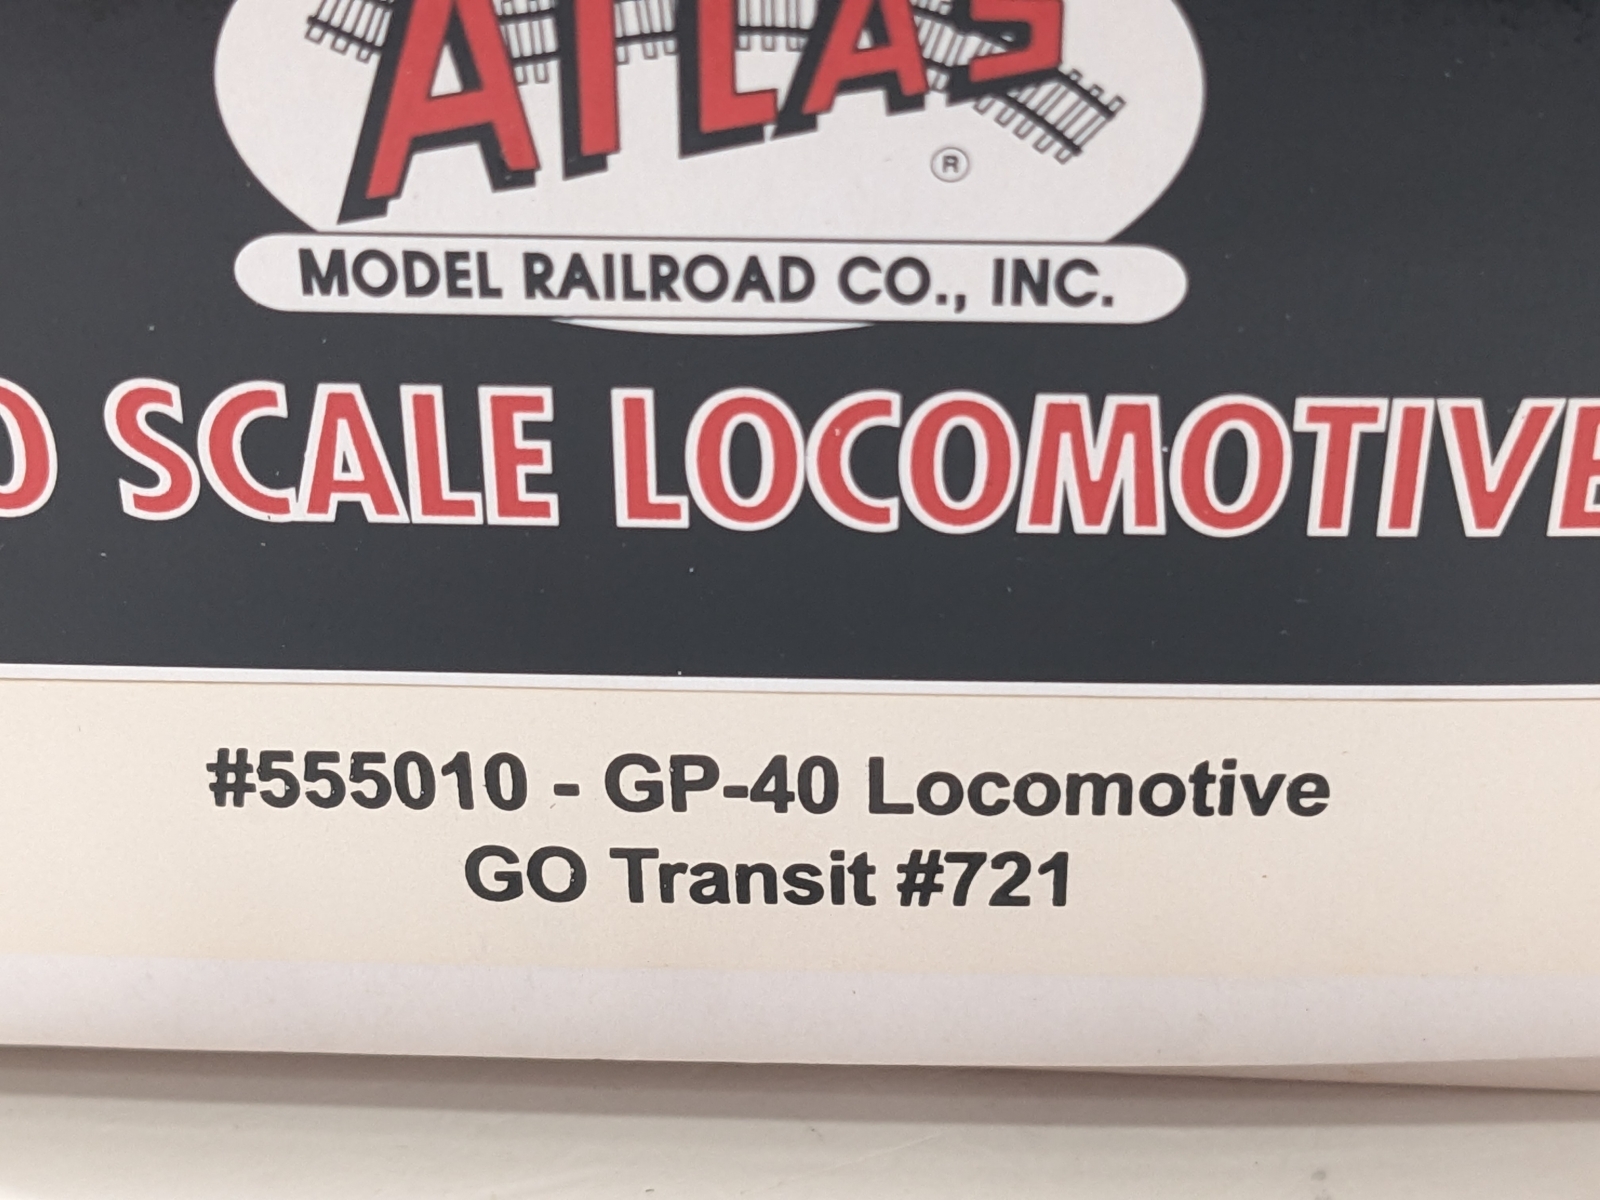 ATLAS
®
MODEL RAILROAD CO., INC.
O SCALE LOCOMOTIVE
#555010 - GP-40 Locomotive
GO Transit #721